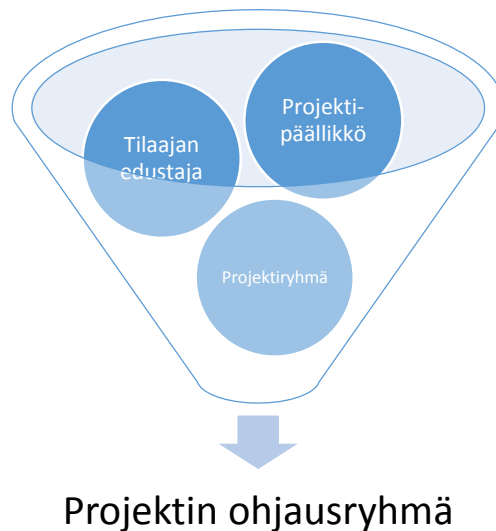 Projekti-
päällikkö
Tilaajan
edustaja
Projektiryhmä
Projektin ohjausryhmä